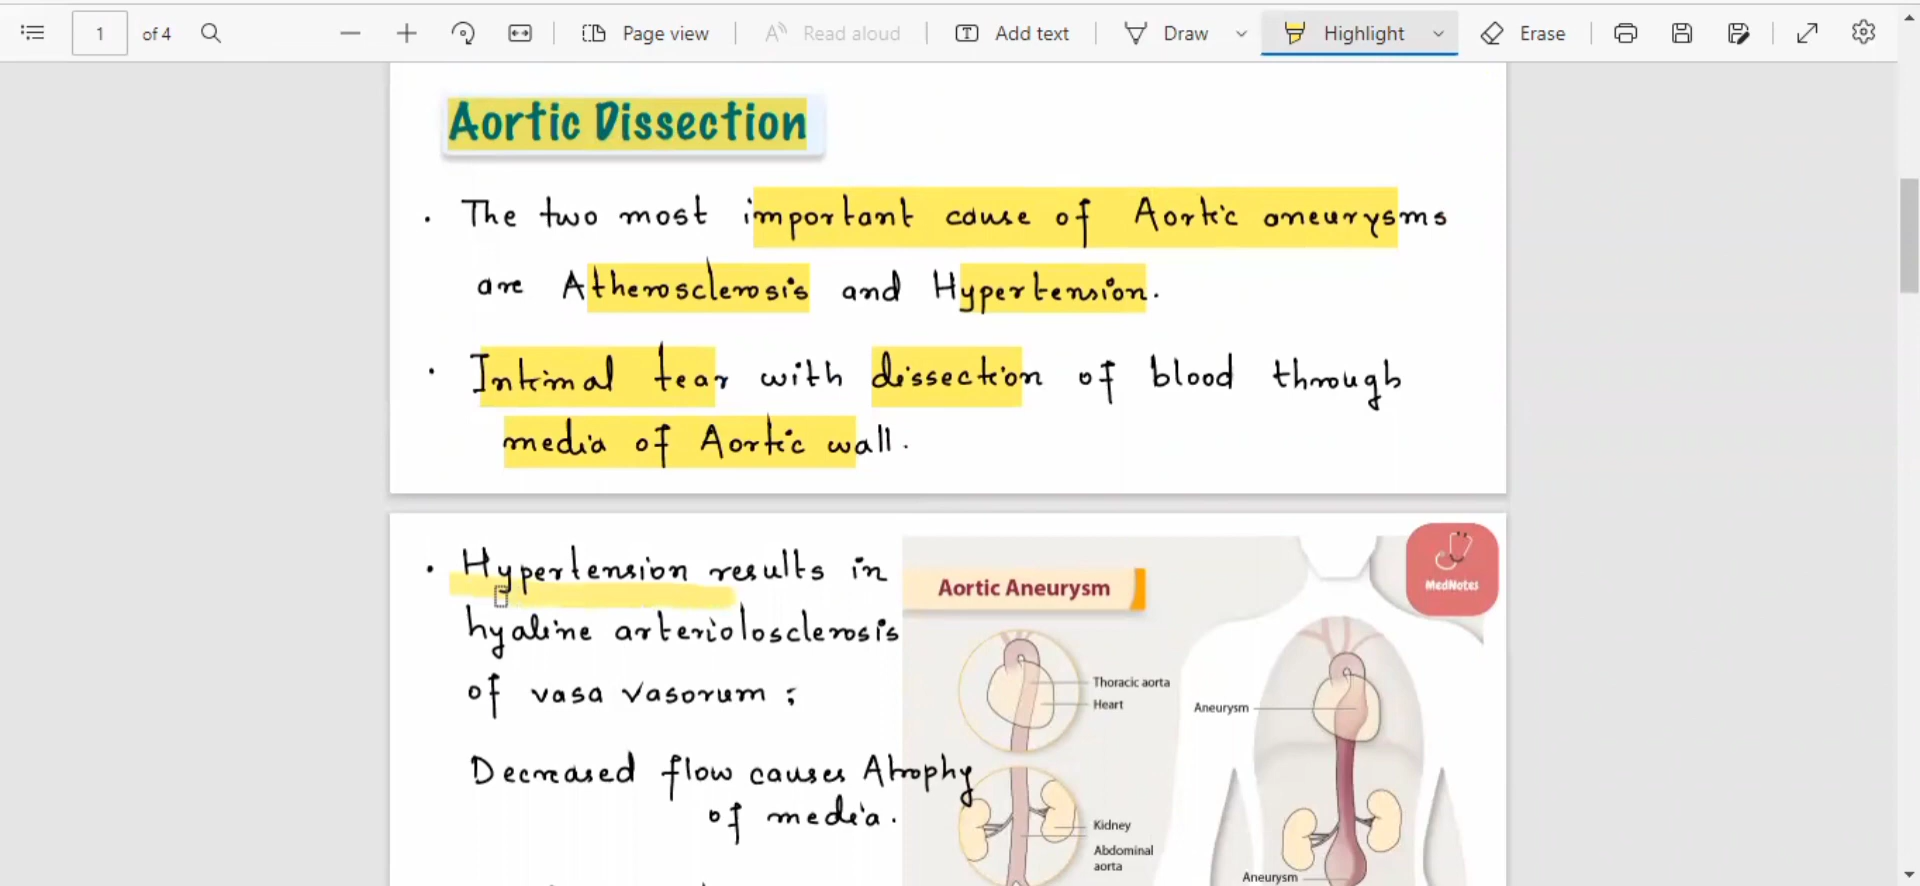 1 of 4 Page view Read aloud Add text Draw Highlight Erase
Aortic Dissection
. The two most important cause of Aortic aneurysms
are Atherosclerosis and Hypertension.
. Intimal tear with dissection of blood through
media of Aortic wall.
. Hypertension results in
hyaline arteriolosclerosis
of vasa vasorum ;
Decreased flow causes Atrophy
of media.
Aortic Aneurysm
MedNotes
Thoracic aorta
Heart
Aneurysm
Kidney
Abdominal
aorta
Aneurysm